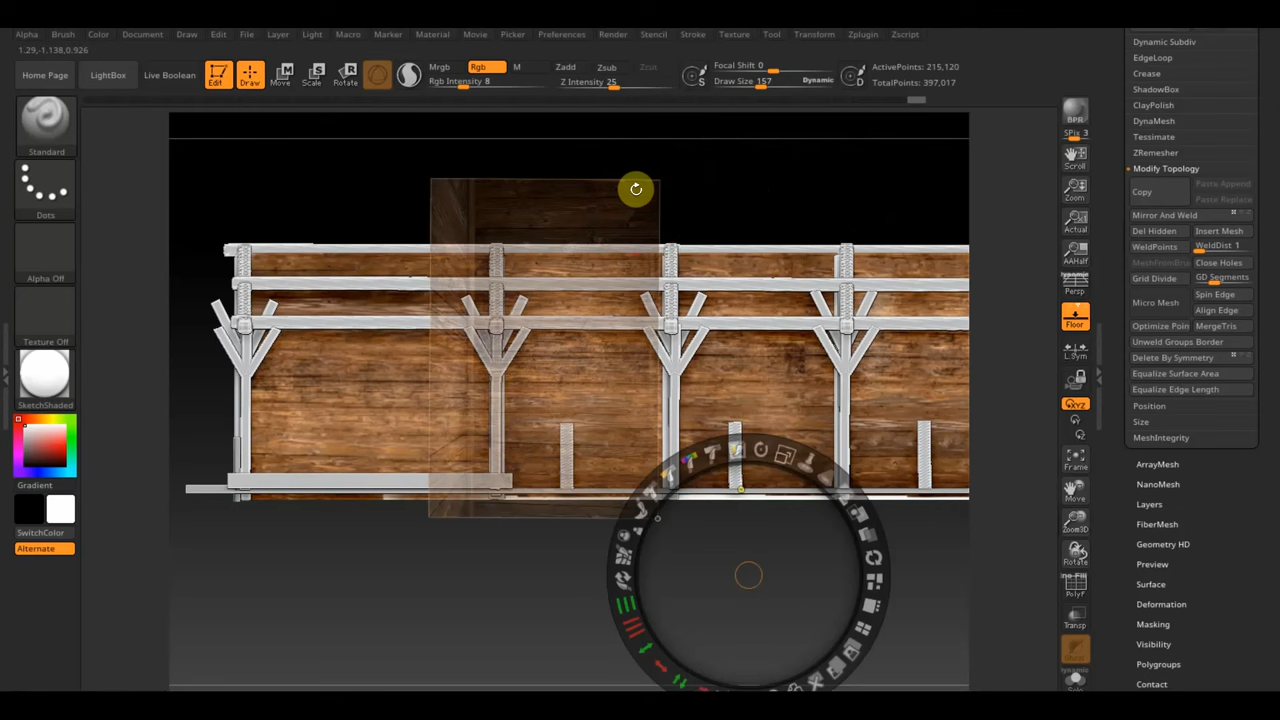 Alpha Brush Color Document Draw Edit File Layer Light Macro Marker Material Movie Picker Preferences Render Stencil Stroke Texture Tool Transform Zplugin Zscript
1.29,-1.138,0.926
Home Page LightBox Live Boolean
Edit Draw Move Scale Rotate
Mrgb Rgb M Zadd Zsub
Rgb Intensity 8 Z Intensity 25
Focal Shift 0
Draw Size 157 Dynamic
ActivePoints: 215,120
TotalPoints: 397,017
Standard
Dots
Alpha Off
Texture Off
SketchShaded
Gradient
SwitchColor
Alternate
BPR
SPix 3
Scroll
Zoom
Actual
AAHalf
Persp
Floor
L.Sym
XYZ
Frame
Move
Zoom3D
Rotate
PolyF
Transp
Dynamic Subdiv
EdgeLoop
Crease
ShadowBox
ClayPolish
DynaMesh
Tessimate
ZRemesher
Modify Topology
Copy Paste Append
Paste Replace
Mirror And Weld
Del Hidden Insert Mesh
WeldPoints WeldDist 1
Close Holes
Grid Divide GD Segments
Spin Edge
Micro Mesh
Align Edge
Optimize Poin MergeTris
Unweld Groups Border
Delete By Symmetry
Equalize Surface Area
Equalize Edge Length
Position
Size
MeshIntegrity
ArrayMesh
NanoMesh
Layers
FiberMesh
Geometry HD
Preview
Surface
Deformation
Masking
Visibility
Polygroups
Contact